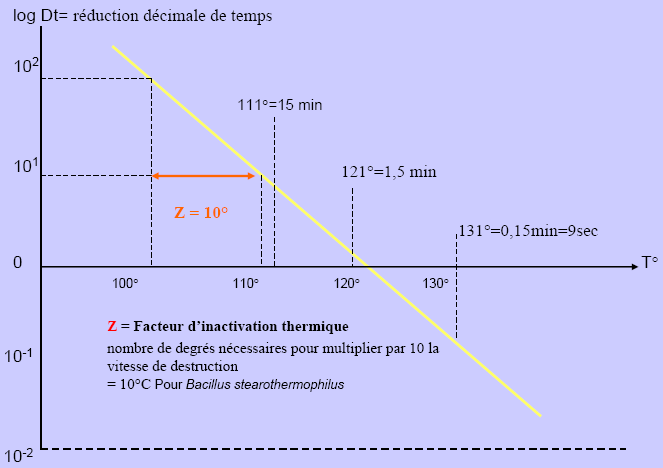 log Dt= réduction décimale de temps
10²
111°=15 min
10¹
121°=1,5 min
Z = 10°
131°=0,15min=9sec
0
T°
100°
110°
120°
130°
Z = Facteur d'inactivation thermique
nombre de degrés nécessaires pour multiplier par 10 la
vitesse de destruction
= 10°C Pour Bacillus stearothermophilus
10⁻¹
10⁻²